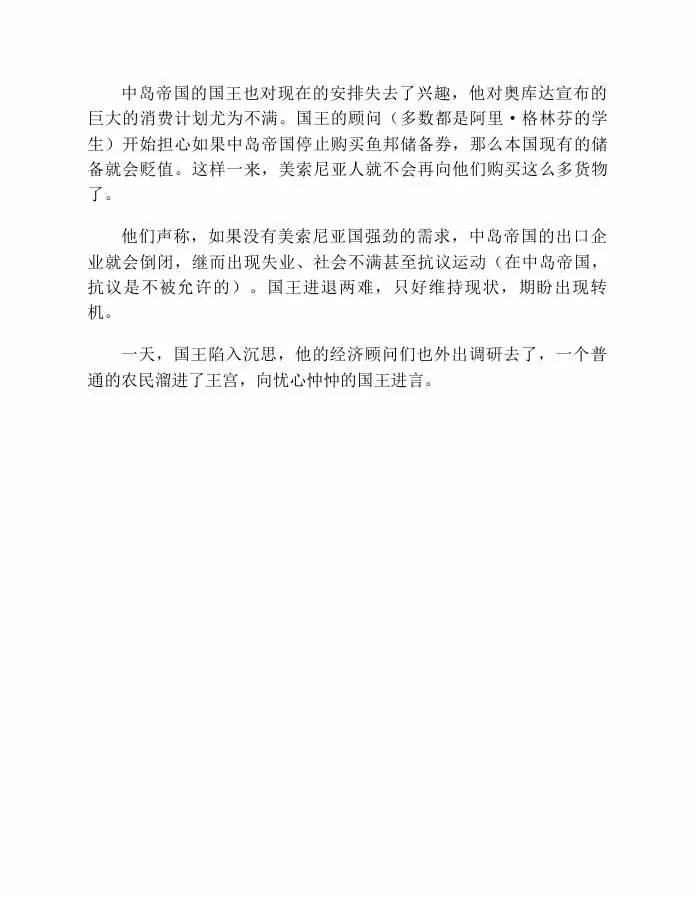 中岛帝国的国王也对现在的安排失去了兴趣，他对奥库达宣布的
巨大的消费计划尤为不满。国王的顾问（多数都是阿里·格林芬的学
生）开始担心如果中岛帝国停止购买鱼邦储备券，那么本国现有的储
备就会贬值。这样一来，美索尼亚人就不会再向他们购买这么多货物
了。
他们声称，如果没有美索尼亚国强劲的需求，中岛帝国的出口企
业就会倒闭，继而出现失业、社会不满甚至抗议运动（在中岛帝国，
抗议是不被允许的）。国王进退两难，只好维持现状，期盼出现转
机。
一天，国王陷入沉思，他的经济顾问们也外出调研去了，一个普
通的农民溜进了王宫，向忧心忡忡的国王进言。